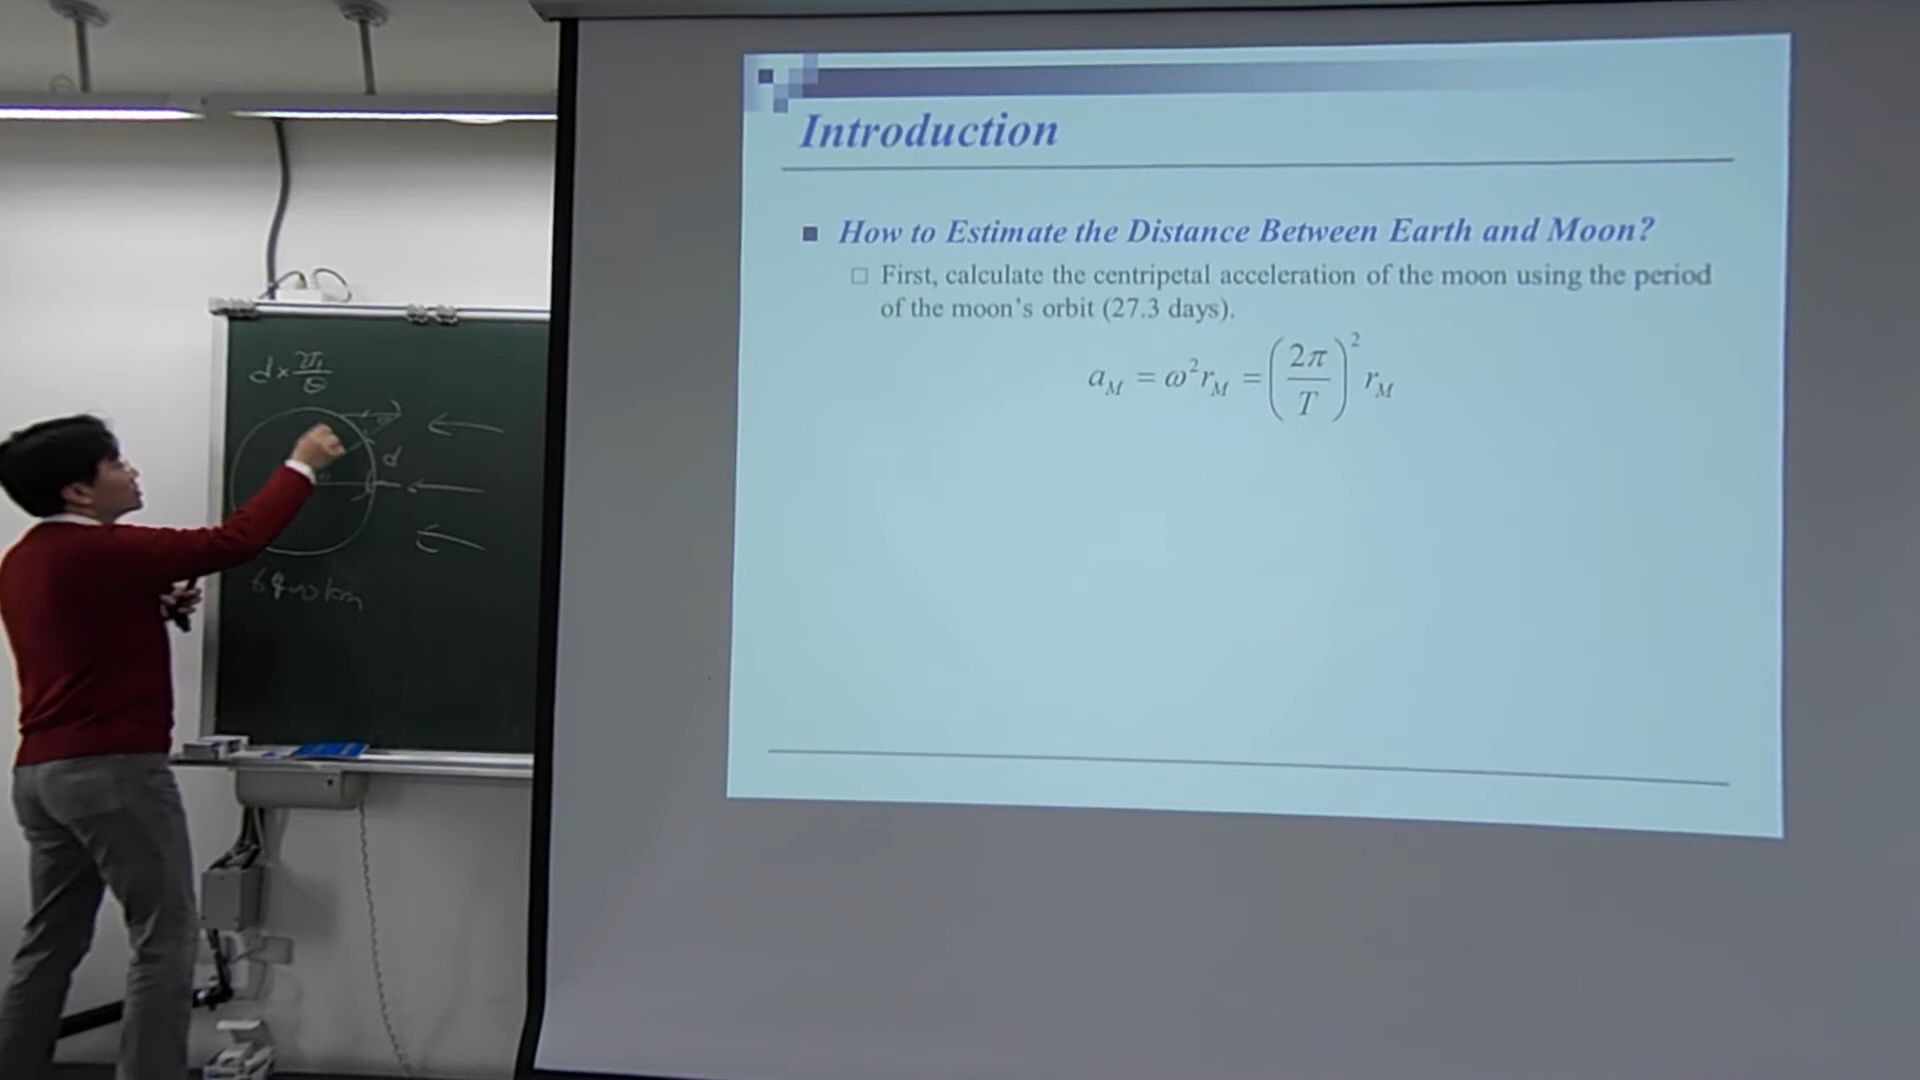 Introduction
How to Estimate the Distance Between Earth and Moon?
First, calculate the centripetal acceleration of the moon using the period
of the moon's orbit (27.3 days).
a_M = ω²r_M = (2π/T)² r_M
d × 2π/θ
d